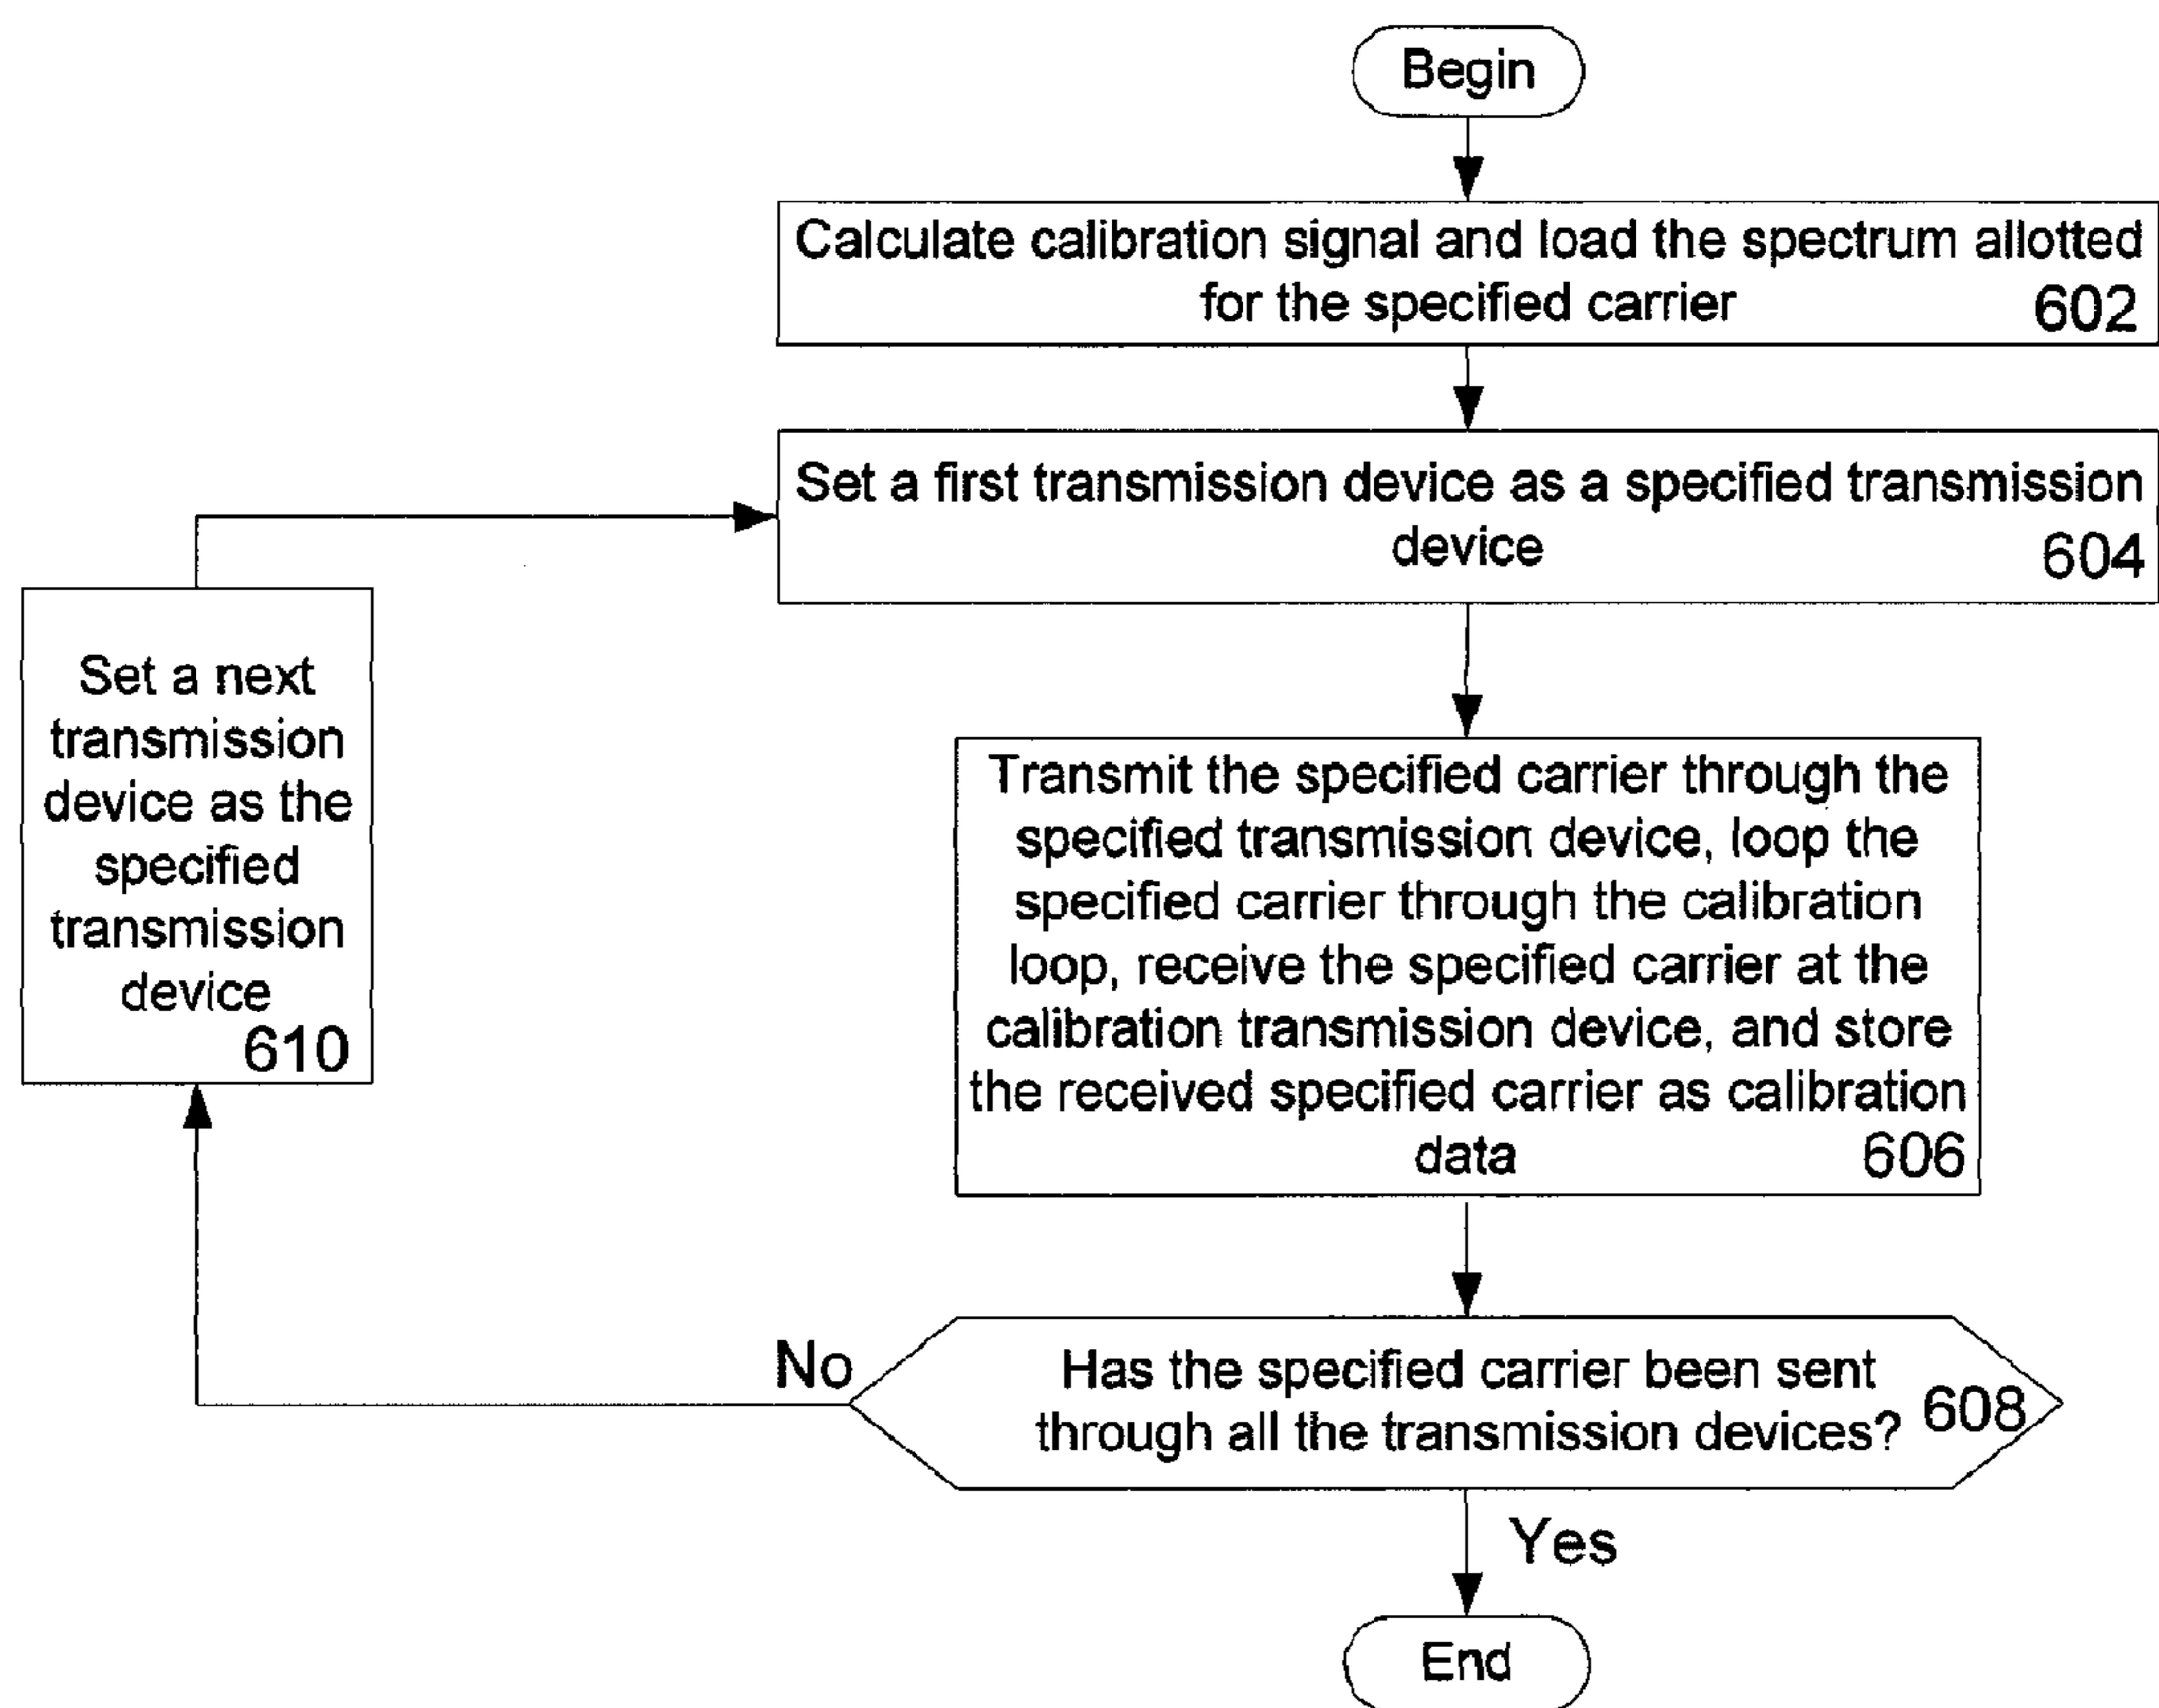 Begin
Calculate calibration signal and load the spectrum allotted
for the specified carrier
602
Set a first transmission device as a specified transmission
device
604
Transmit the specified carrier through the
specified transmission device, loop the
specified carrier through the calibration
loop, receive the specified carrier at the
calibration transmission device, and store
the received specified carrier as calibration
data
606
Has the specified carrier been sent
through all the transmission devices?
608
No
Set a next
transmission
device as the
specified
transmission
device
610
Yes
End